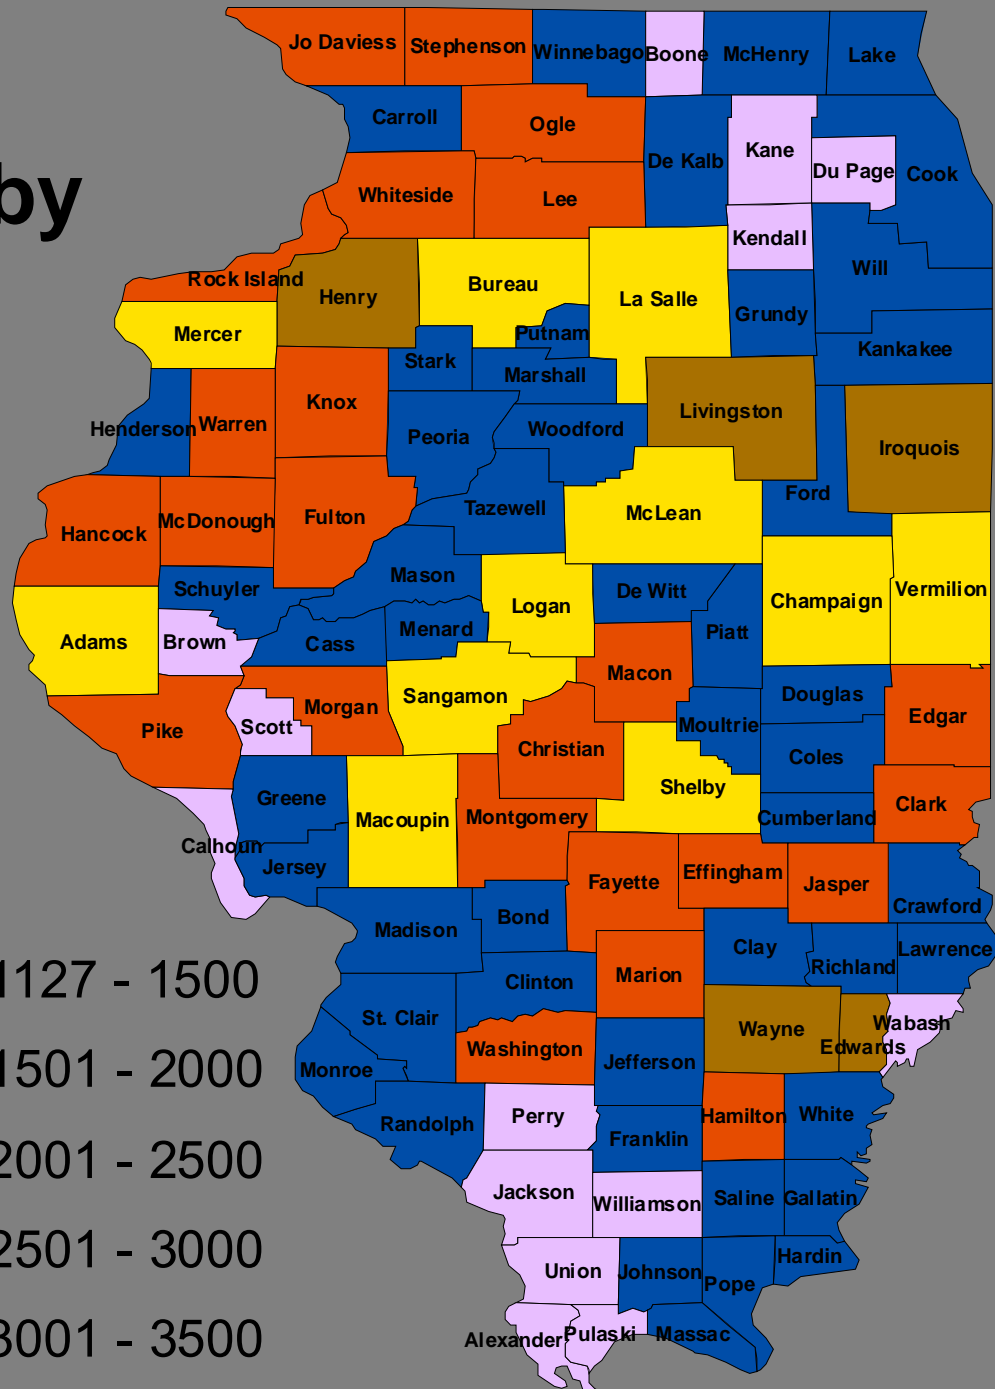 Jo Daviess
Stephenson
Winnebago
Boone
McHenry
Lake
Carroll
Ogle
De Kalb
Kane
Du Page
Cook
by
Whiteside
Lee
Kendall
Rock Island
Henry
Bureau
La Salle
Will
Grundy
Mercer
Putnam
Kankakee
Stark
Marshall
Henderson
Warren
Knox
Peoria
Woodford
Livingston
Iroquois
Ford
Hancock
McDonough
Fulton
Tazewell
McLean
Schuyler
Mason
Logan
De Witt
Champaign
Vermilion
Adams
Brown
Cass
Menard
Piatt
Macon
Sangamon
Douglas
Pike
Scott
Morgan
Christian
Moultrie
Edgar
Coles
Greene
Macoupin
Montgomery
Shelby
Cumberland
Clark
Calhoun
Jersey
Fayette
Effingham
Jasper
Crawford
Madison
Bond
Clay
Richland
Lawrence
1127 - 1500
Clinton
Marion
St. Clair
Wayne
Edwards
Wabash
1501 - 2000
Monroe
Washington
Jefferson
Randolph
Perry
Franklin
Hamilton
White
2001 - 2500
Jackson
Williamson
Saline
Gallatin
2501 - 3000
Union
Johnson
Pope
Hardin
3001 - 3500
Alexander
Pulaski
Massac